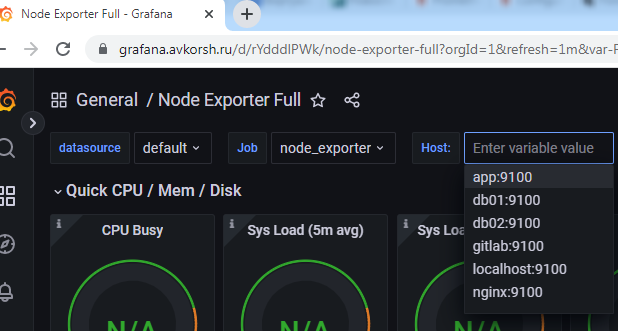 Node Exporter Full - Grafana
grafana.avkorsh.ru/d/rYdddlPWk/node-exporter-full?orgId=1&refresh=1m&var-
General / Node Exporter Full
datasource default Job node_exporter Host: Enter variable value
app:9100
db01:9100
db02:9100
gitlab:9100
localhost:9100
nginx:9100
Quick CPU / Mem / Disk
CPU Busy Sys Load (5m avg) Sys Loa
N/A N/A